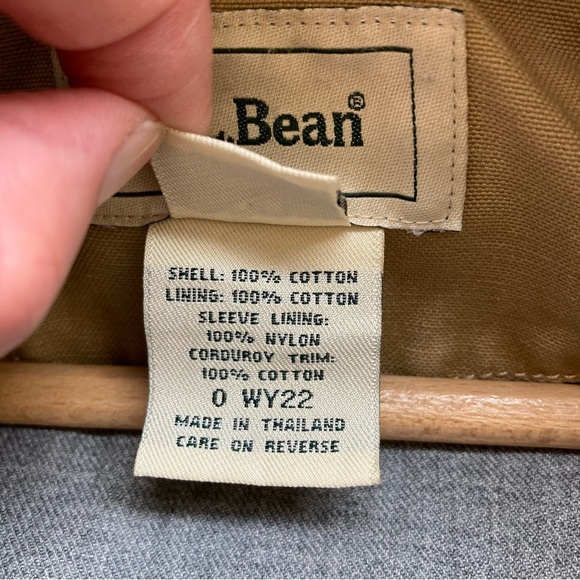 .Bean®
SHELL: 100% COTTON
LINING: 100% COTTON
SLEEVE LINING:
100% NYLON
CORDUROY TRIM:
100% COTTON
0 WY22
MADE IN THAILAND
CARE ON REVERSE